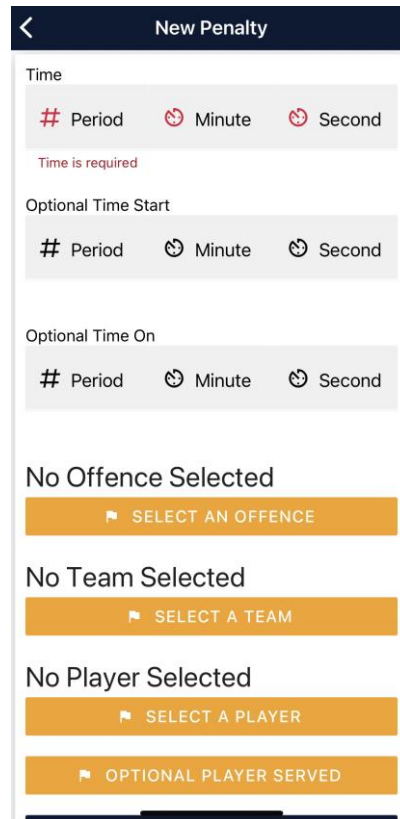 New Penalty
Time
# Period Minute Second
Time is required
Optional Time Start
# Period Minute Second
Optional Time On
# Period Minute Second
No Offence Selected
SELECT AN OFFENCE
No Team Selected
SELECT A TEAM
No Player Selected
SELECT A PLAYER
OPTIONAL PLAYER SERVED